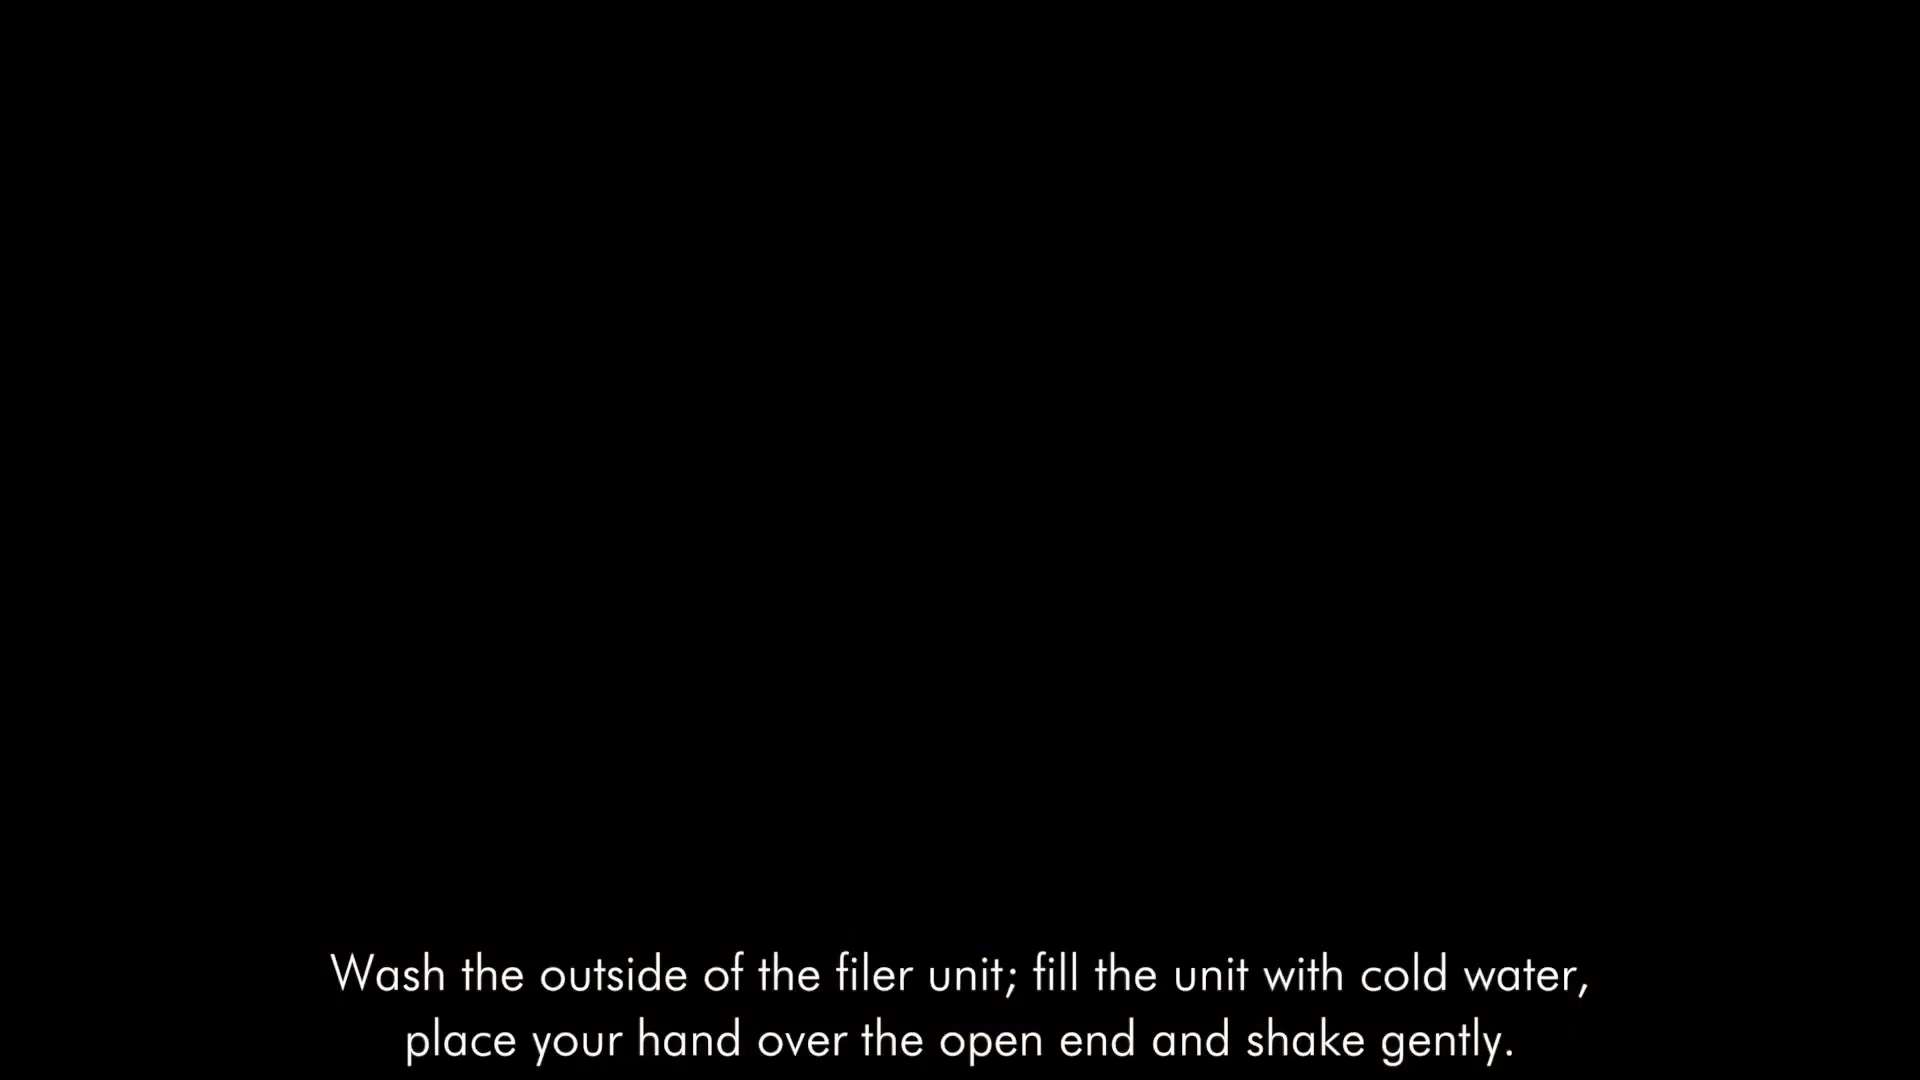 Wash the outside of the filer unit; fill the unit with cold water,
place your hand over the open end and shake gently.